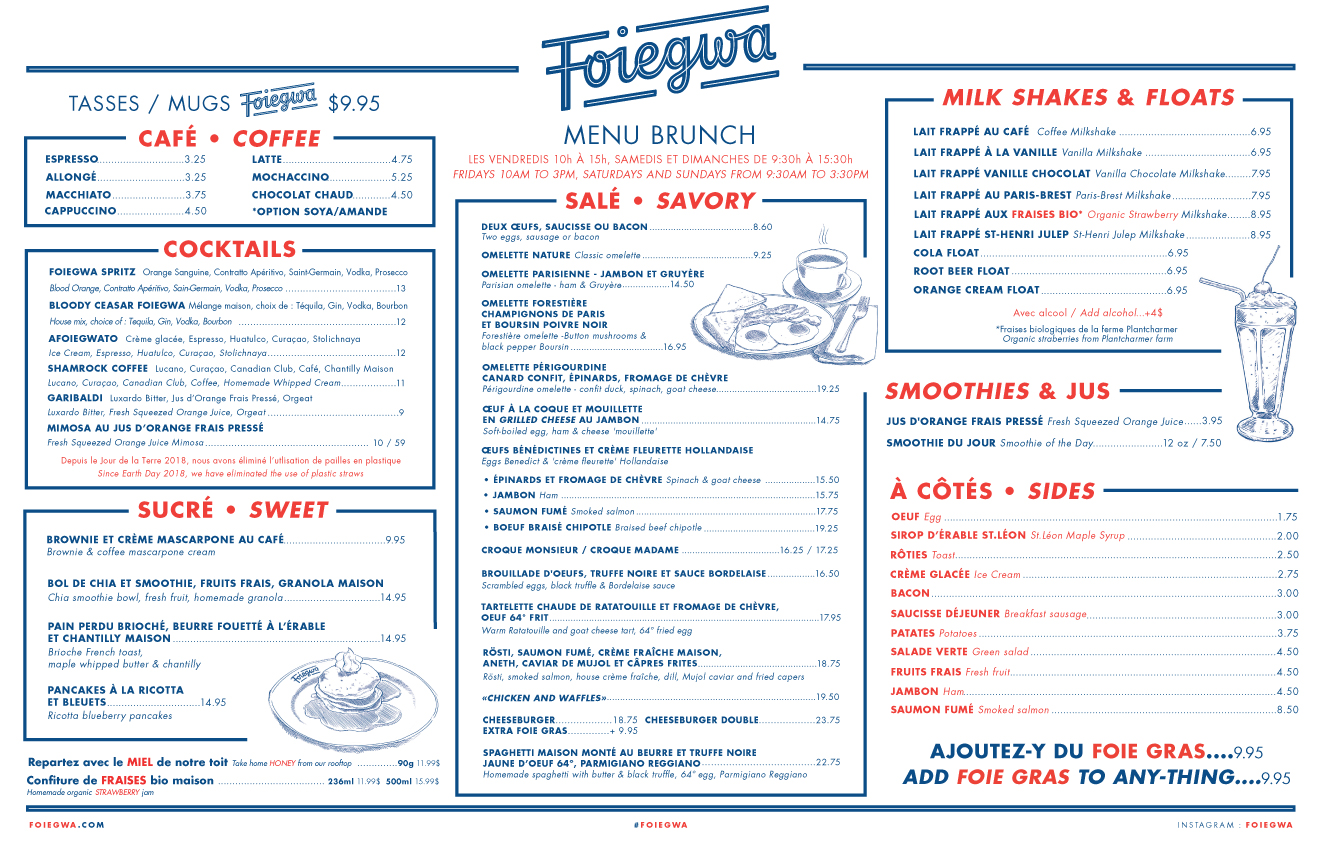 Foiegwa
TASSES / MUGS Foiegwa $9.95
CAFÉ • COFFEE
ESPRESSO 3.25
ALLONGÉ 3.25
MACCHIATO 3.75
CAPPUCCINO 4.50
LATTE 4.75
MOCHACCINO 5.25
CHOCOLAT CHAUD 4.50
*OPTION SOYA/AMANDE
COCKTAILS
FOIEGWA SPRITZ Orange Sanguine, Contratto Apéritivo, Saint-Germain, Vodka, Prosecco
Blood Orange, Contratto Apéritivo, Sain-Germain, Vodka, Prosecco 13
BLOODY CEASAR FOIEGWA Mélange maison, choix de : Téquila, Gin, Vodka, Bourbon
House mix, choice of : Tequila, Gin, Vodka, Bourbon 12
AFOIEGWATO Crème glacée, Espresso, Huatulco, Curaçao, Stolichnaya
Ice Cream, Espresso, Huatulco, Curaçao, Stolichnaya 12
SHAMROCK COFFEE Lucano, Curaçao, Canadian Club, Café, Chantilly Maison
Lucano, Curaçao, Canadian Club, Coffee, Homemade Whipped Cream 11
GARIBALDI Luxardo Bitter, Jus d'Orange Frais Pressé, Orgeat
Luxardo Bitter, Fresh Squeezed Orange Juice, Orgeat 9
MIMOSA AU JUS D'ORANGE FRAIS PRESSÉ
Fresh Squeezed Orange Juice Mimosa 10 / 59
Depuis le Jour de la Terre 2018, nous avons éliminé l'utlisation de pailles en plastique
Since Earth Day 2018, we have eliminated the use of plastic straws
SUCRÉ • SWEET
BROWNIE ET CRÈME MASCARPONE AU CAFÉ 9.95
Brownie & coffee mascarpone cream
BOL DE CHIA ET SMOOTHIE, FRUITS FRAIS, GRANOLA MAISON
Chia smoothie bowl, fresh fruit, homemade granola 14.95
PAIN PERDU BRIOCHÉ, BEURRE FOUETTÉ À L'ÉRABLE
ET CHANTILLY MAISON 14.95
Brioche French toast,
maple whipped butter & chantilly
PANCAKES À LA RICOTTA
ET BLEUETS 14.95
Ricotta blueberry pancakes
Foiegwa
Repartez avec le MIEL de notre toit Take home HONEY from our rooftop 90g 11.99$
Confiture de FRAISES bio maison 236ml 11.99$ 500ml 15.99$
Homemade organic STRAWBERRY jam
MENU BRUNCH
LES VENDREDIS 10h À 15h, SAMEDIS ET DIMANCHES DE 9:30h À 15:30h
FRIDAYS 10AM TO 3PM, SATURDAYS AND SUNDAYS FROM 9:30AM TO 3:30PM
SALÉ • SAVORY
DEUX ŒUFS, SAUCISSE OU BACON 8.60
Two eggs, sausage or bacon
OMELETTE NATURE Classic omelette 9.25
OMELETTE PARISIENNE - JAMBON ET GRUYÈRE
Parisian omelette - ham & Gruyère 14.50
OMELETTE FORESTIÈRE
CHAMPIGNONS DE PARIS
ET BOURSIN POIVRE NOIR
Forestière omelette -Button mushrooms &
black pepper Boursin 16.95
OMELETTE PÉRIGOURDINE
CANARD CONFIT, ÉPINARDS, FROMAGE DE CHÈVRE
Périgourdine omelette - confit duck, spinach, goat cheese 19.25
ŒUF À LA COQUE ET MOUILLETTE
EN GRILLED CHEESE AU JAMBON 14.75
Soft-boiled egg, ham & cheese 'mouillette'
ŒUFS BÉNÉDICTINES ET CRÈME FLEURETTE HOLLANDAISE
Eggs Benedict & 'crème fleurette' Hollandaise
• ÉPINARDS ET FROMAGE DE CHÈVRE Spinach & goat cheese 15.50
• JAMBON Ham 15.75
• SAUMON FUMÉ Smoked salmon 17.75
• BOEUF BRAISÉ CHIPOTLE Braised beef chipotle 19.25
CROQUE MONSIEUR / CROQUE MADAME 16.25 / 17.25
BROUILLADE D'OEUFS, TRUFFE NOIRE ET SAUCE BORDELAISE 16.50
Scrambled eggs, black truffle & Bordelaise sauce
TARTELETTE CHAUDE DE RATATOUILLE ET FROMAGE DE CHÈVRE,
OEUF 64° FRIT 17.95
Warm Ratatouille and goat cheese tart, 64° fried egg
RÖSTI, SAUMON FUMÉ, CRÈME FRAÎCHE MAISON,
ANETH, CAVIAR DE MUJOL ET CÂPRES FRITES 18.75
Rösti, smoked salmon, house crème fraîche, dill, Mujol caviar and fried capers
«CHICKEN AND WAFFLES» 19.50
CHEESEBURGER 18.75 CHEESEBURGER DOUBLE 23.75
EXTRA FOIE GRAS + 9.95
SPAGHETTI MAISON MONTÉ AU BEURRE ET TRUFFE NOIRE
JAUNE D'OEUF 64°, PARMIGIANO REGGIANO 22.75
Homemade spaghetti with butter & black truffle, 64° egg, Parmigiano Reggiano
MILK SHAKES & FLOATS
LAIT FRAPPÉ AU CAFÉ Coffee Milkshake 6.95
LAIT FRAPPÉ À LA VANILLE Vanilla Milkshake 6.95
LAIT FRAPPÉ VANILLE CHOCOLAT Vanilla Chocolate Milkshake 7.95
LAIT FRAPPÉ AU PARIS-BREST Paris-Brest Milkshake 7.95
LAIT FRAPPÉ AUX FRAISES BIO* Organic Strawberry Milkshake 8.95
LAIT FRAPPÉ ST-HENRI JULEP St-Henri Julep Milkshake 8.95
COLA FLOAT 6.95
ROOT BEER FLOAT 6.95
ORANGE CREAM FLOAT 6.95
Avec alcool / Add alcohol...+4$
*Fraises biologiques de la ferme Plantcharmer
Organic straberries from Plantcharmer farm
SMOOTHIES & JUS
JUS D'ORANGE FRAIS PRESSÉ Fresh Squeezed Orange Juice 3.95
SMOOTHIE DU JOUR Smoothie of the Day 12 oz / 7.50
À CÔTÉS • SIDES
OEUF Egg 1.75
SIROP D'ÉRABLE ST.LÉON St.Léon Maple Syrup 2.00
RÔTIES Toast 2.50
CRÈME GLACÉE Ice Cream 2.75
BACON 3.00
SAUCISSE DÉJEUNER Breakfast sausage 3.00
PATATES Potatoes 3.75
SALADE VERTE Green salad 4.50
FRUITS FRAIS Fresh fruit 4.50
JAMBON Ham 4.50
SAUMON FUMÉ Smoked salmon 8.50
AJOUTEZ-Y DU FOIE GRAS....9.95
ADD FOIE GRAS TO ANY-THING....9.95
FOIEGWA.COM
#FOIEGWA
INSTAGRAM : FOIEGWA